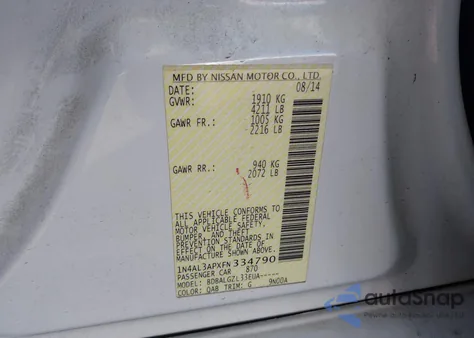 MFD BY NISSAN MOTOR CO., LTD.
DATE: 08/14
GVWR: 1910 KG
4211 LB
GAWR FR.: 1005 KG
2216 LB
GAWR RR.: 940 KG
2072 LB
THIS VEHICLE CONFORMS TO
ALL APPLICABLE FEDERAL
MOTOR VEHICLE SAFETY,
BUMPER, AND THEFT
PREVENTION STANDARDS IN
EFFECT ON THE DATE OF
MANUFACTURE SHOWN ABOVE.
1N4AL3APXFN334790
PASSENGER CAR 870
MODEL: BDRALGZL33EUA-----
COLOR: QAB TRIM: G 9N00A
autoSnap